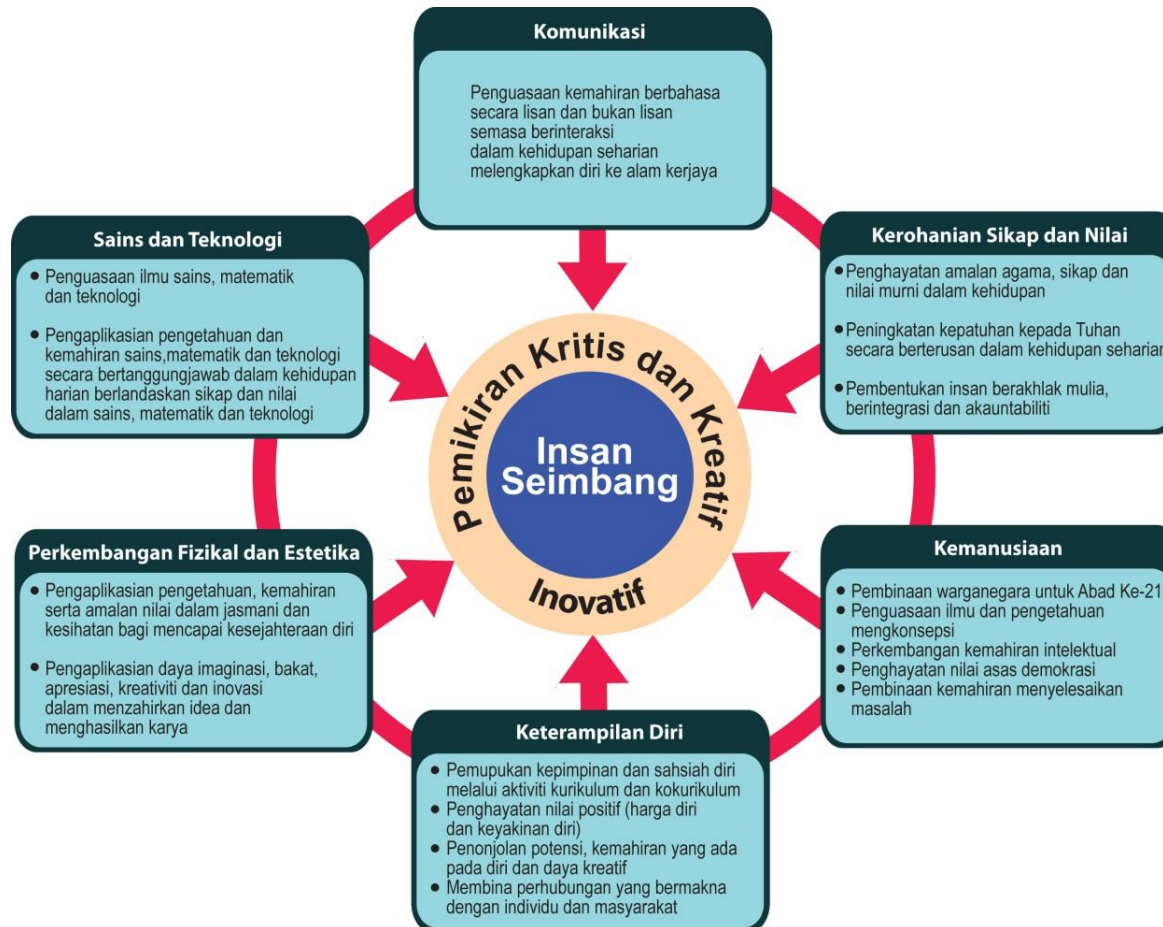 Komunikasi
Penguasaan kemahiran berbahasa
secara lisan dan bukan lisan
semasa berinteraksi
dalam kehidupan seharian
melengkapkan diri ke alam kerjaya
Sains dan Teknologi
● Penguasaan ilmu sains, matematik
dan teknologi
● Pengaplikasian pengetahuan dan
kemahiran sains,matematik dan teknologi
secara bertanggungjawab dalam kehidupan
harian berlandaskan sikap dan nilai
dalam sains, matematik dan teknologi
Kerohanian Sikap dan Nilai
● Penghayatan amalan agama, sikap dan
nilai murni dalam kehidupan
● Peningkatan kepatuhan kepada Tuhan
secara berterusan dalam kehidupan seharian
● Pembentukan insan berakhlak mulia,
berintegrasi dan akauntabiliti
Pemikiran Kritis dan Kreatif
Insan
Seimbang
Inovatif
Perkembangan Fizikal dan Estetika
● Pengaplikasian pengetahuan, kemahiran
serta amalan nilai dalam jasmani dan
kesihatan bagi mencapai kesejahteraan diri
● Pengaplikasian daya imaginasi, bakat,
apresiasi, kreativiti dan inovasi
dalam menzahirkan idea dan
menghasilkan karya
Kemanusiaan
● Pembinaan warganegara untuk Abad Ke-21
● Penguasaan ilmu dan pengetahuan
mengkonsepsi
● Perkembangan kemahiran intelektual
● Penghayatan nilai asas demokrasi
● Pembinaan kemahiran menyelesaikan
masalah
Keterampilan Diri
● Pemupukan kepimpinan dan sahsiah diri
melalui aktiviti kurikulum dan kokurikulum
● Penghayatan nilai positif (harga diri
dan keyakinan diri)
● Penonjolan potensi, kemahiran yang ada
pada diri dan daya kreatif
● Membina perhubungan yang bermakna
dengan individu dan masyarakat